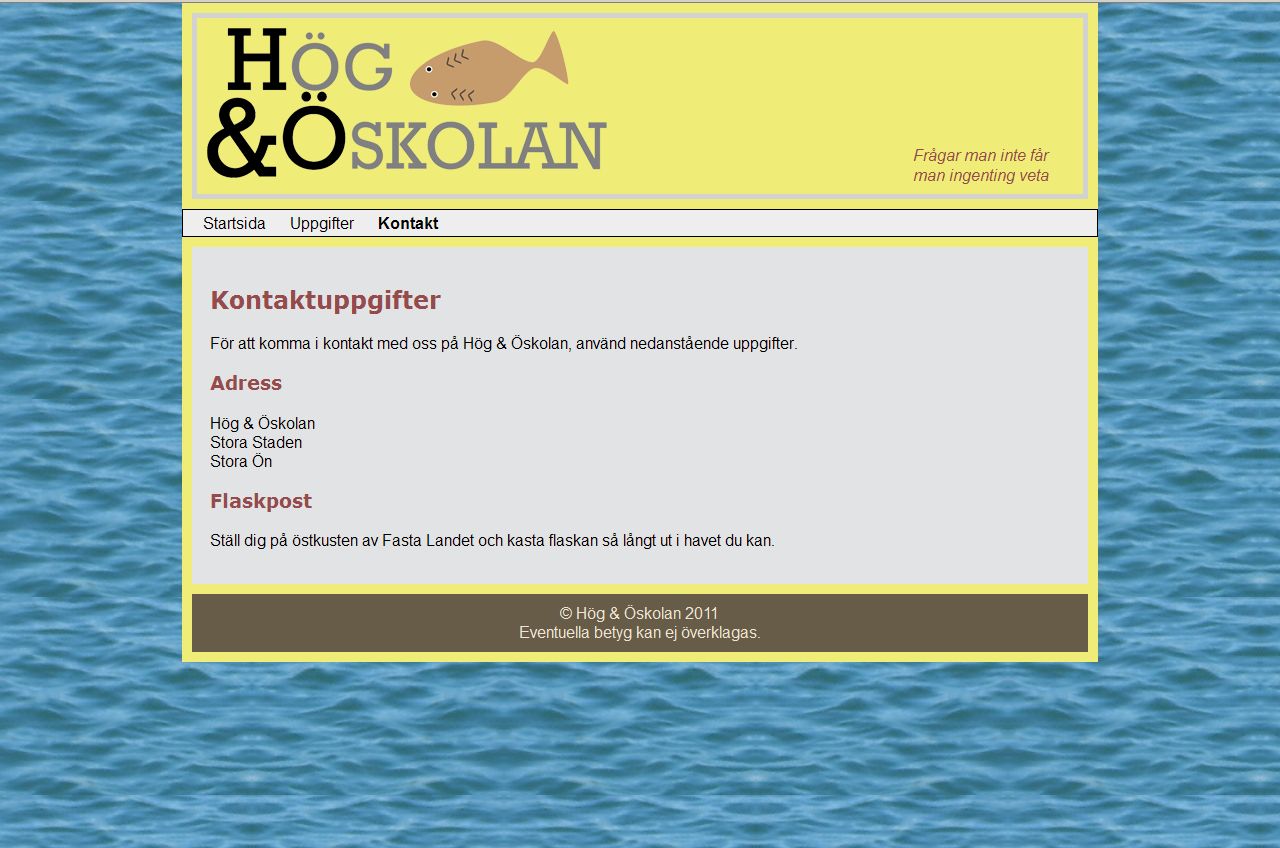 HÖG
&ÖSKOLAN
Frågar man inte får
man ingenting veta
Startsida Uppgifter Kontakt
Kontaktuppgifter
För att komma i kontakt med oss på Hög & Öskolan, använd nedanstående uppgifter.
Adress
Hög & Öskolan
Stora Staden
Stora Ön
Flaskpost
Ställ dig på östkusten av Fasta Landet och kasta flaskan så långt ut i havet du kan.
© Hög & Öskolan 2011
Eventuella betyg kan ej överklagas.